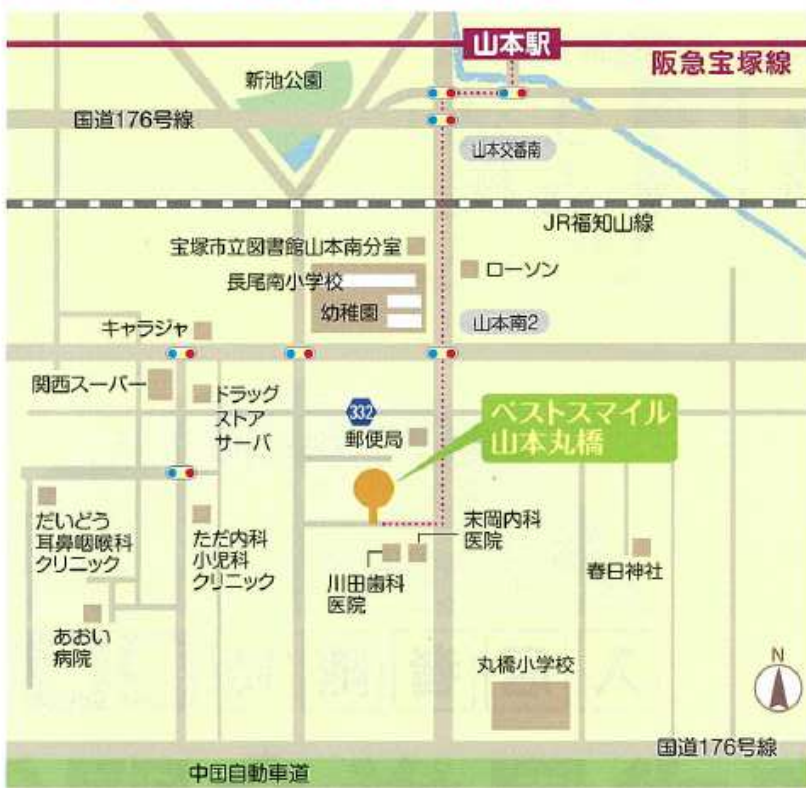 山本駅
阪急宝塚線
新池公園
国道176号線
山本交番南
JR福知山線
宝塚市立図書館山本南分室
長尾南小学校
ローソン
幼稚園
山本南2
キャラジャ
関西スーパー
ドラッグ
ストア
サーバ
332
郵便局
ベストスマイル
山本丸橋
だいどう
耳鼻咽喉科
クリニック
ただ内科
小児科
クリニック
末岡内科
医院
川田歯科
医院
春日神社
あおい
病院
丸橋小学校
N
国道176号線
中国自動車道